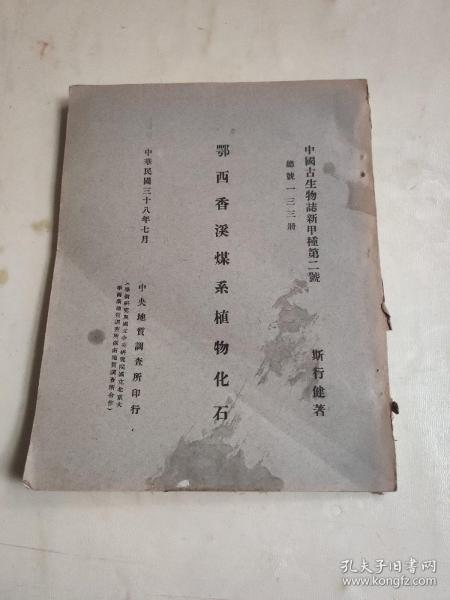 中國古生物誌新甲種第二號
總號一三三冊
斯行健著
鄂西香溪煤系植物化石
中華民國三十八年七月
中央地質調查所印行
孔夫子旧书网
www.kongfz.com